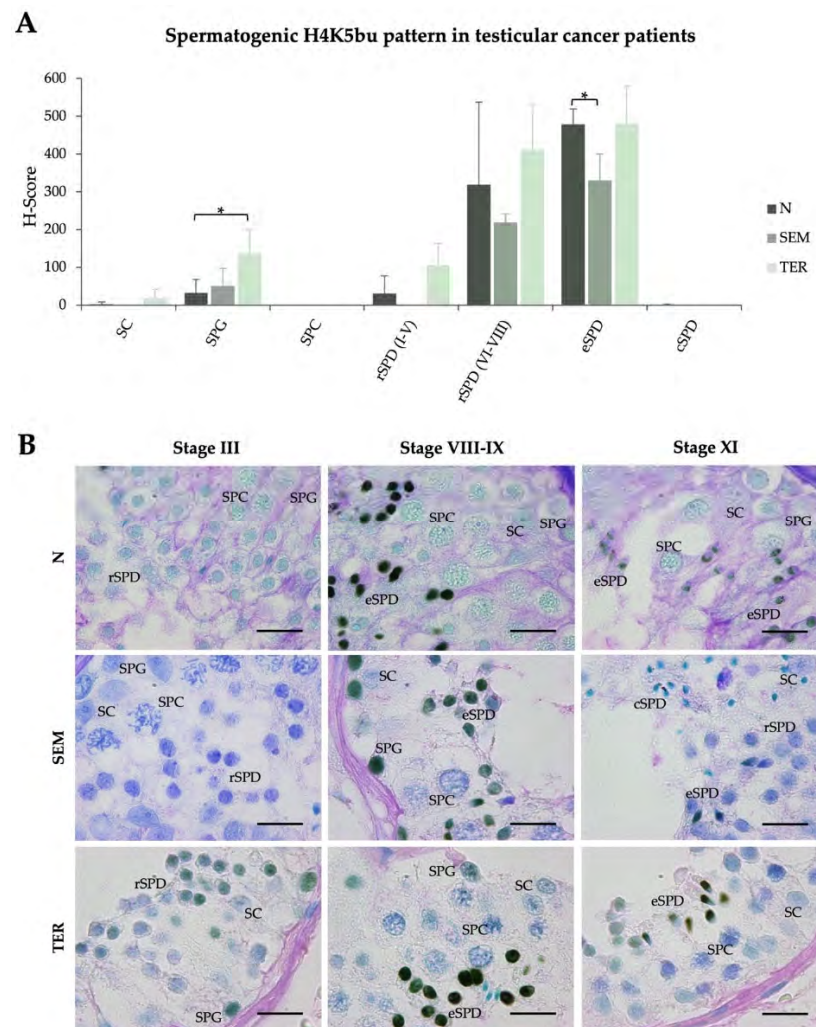 A
Spermatogenic H4K5bu pattern in testicular cancer patients
600
500
400
300
200
100
0
H-Score
*
*
N
SEM
TER
SC
SPG
SPC
rSPD (I-V)
rSPD (VI-VIII)
eSPD
cSPD
B
Stage III
Stage VIII-IX
Stage XI
N
SPC
SPG
rSPD
SPC
SC
SPG
eSPD
SC
SPG
SPC
eSPD
eSPD
SEM
SPG
SPC
SC
rSPD
SC
eSPD
SPG
SPC
SC
cSPD
rSPD
eSPD
TER
rSPD
SC
SPG
SPG
SC
SPC
eSPD
eSPD
SC
SPC